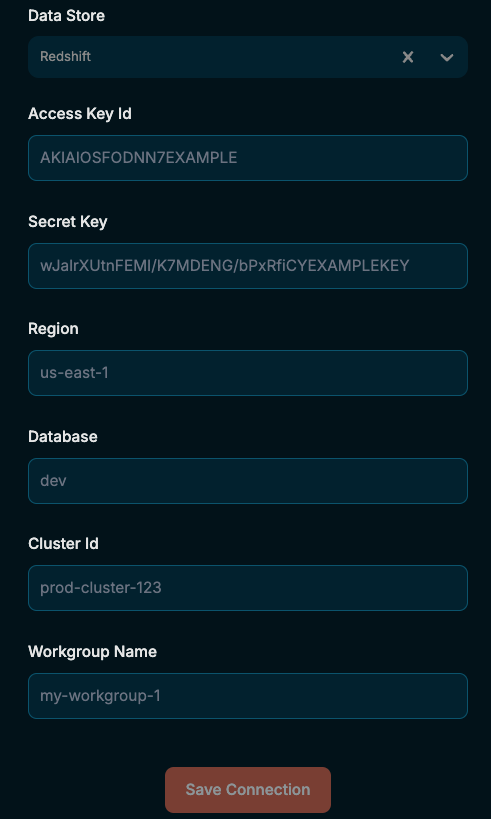 Data Store
Redshift
Access Key Id
AKIAIOSFODNN7EXAMPLE
Secret Key
wJalrXUtnFEMI/K7MDENG/bPxRfiCYEXAMPLEKEY
Region
us-east-1
Database
dev
Cluster Id
prod-cluster-123
Workgroup Name
my-workgroup-1
Save Connection